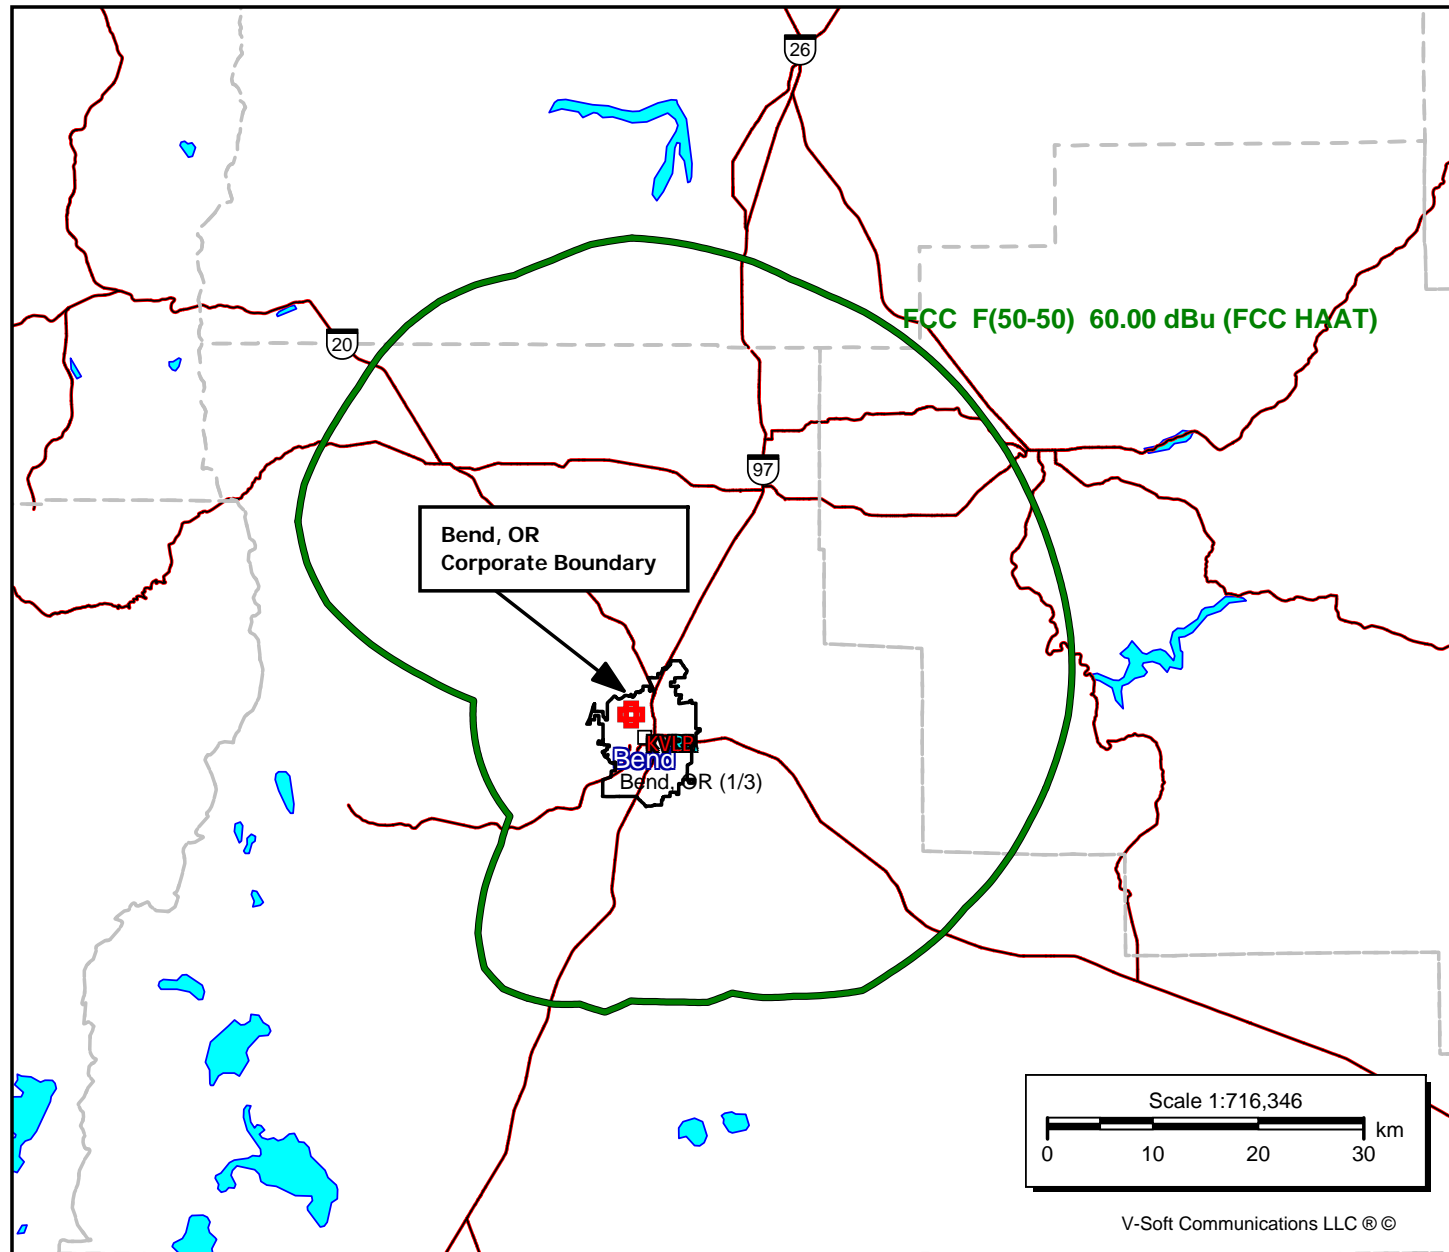 26
FCC F(50-50) 60.00 dBu (FCC HAAT)
20
97
Bend, OR
Corporate Boundary
Bend
Bend, OR (1/3)
Scale 1:716,346
km
0 10 20 30
V-Soft Communications LLC ® ©